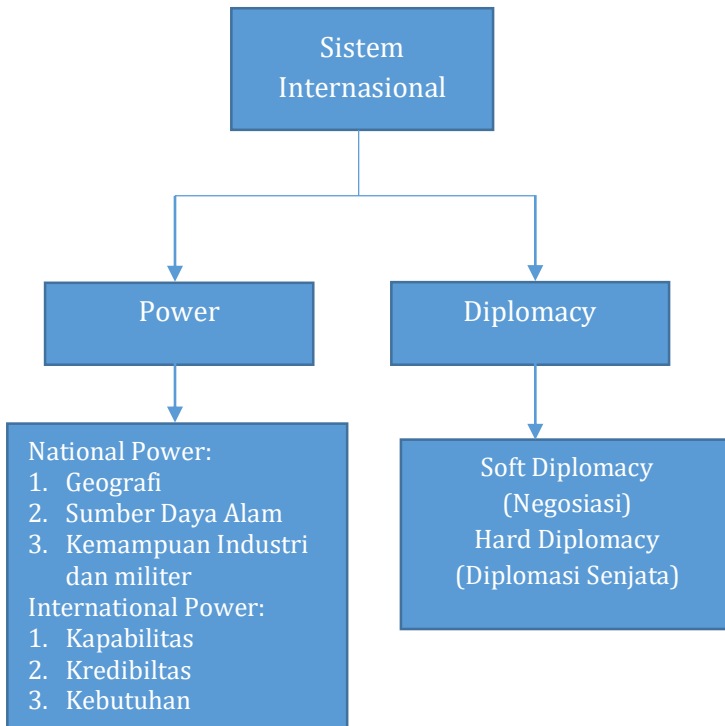 Sistem
Internasional
Power
Diplomacy
National Power:
1. Geografi
2. Sumber Daya Alam
3. Kemampuan Industri
dan militer
International Power:
1. Kapabilitas
2. Kredibiltas
3. Kebutuhan
Soft Diplomacy
(Negosiasi)
Hard Diplomacy
(Diplomasi Senjata)